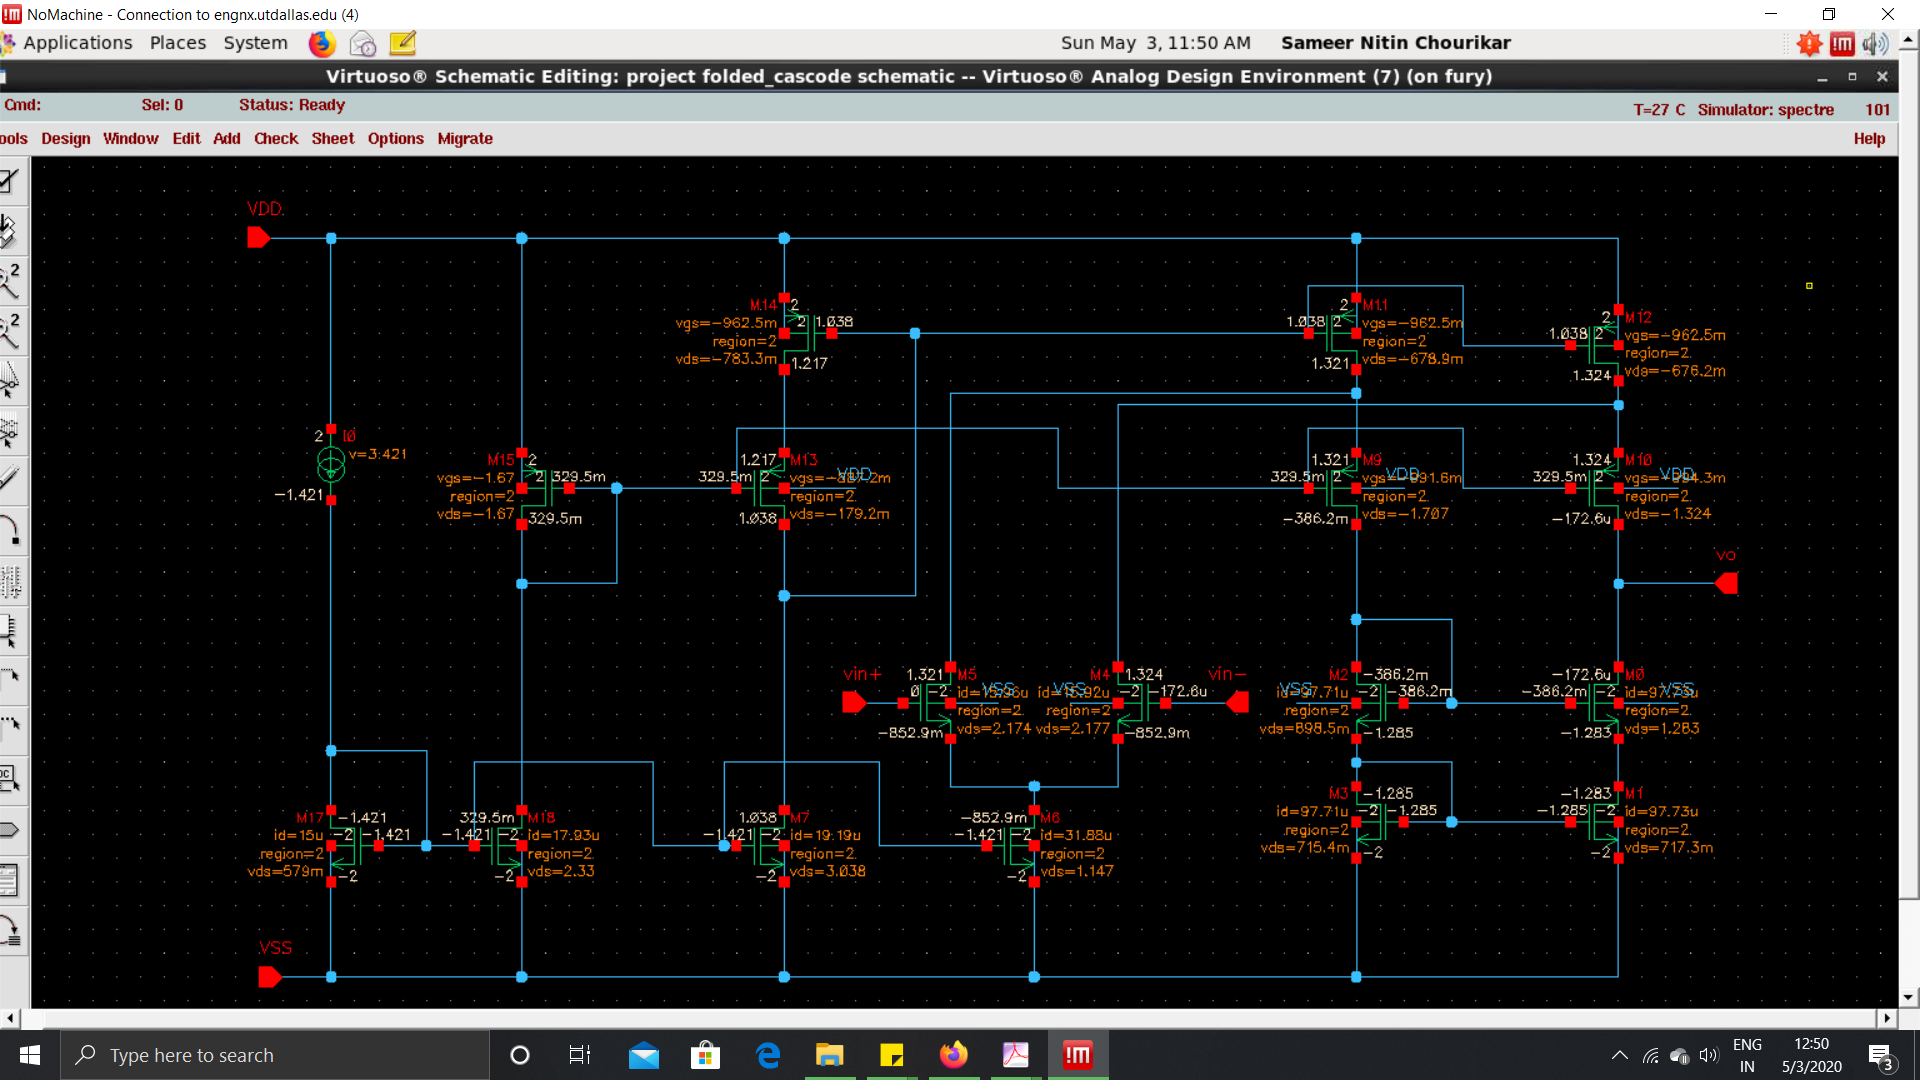 NoMachine - Connection to engnx.utdallas.edu (4)
Applications Places System
Sun May 3, 11:50 AM Sameer Nitin Chourikar
Virtuoso® Schematic Editing: project folded_cascode schematic -- Virtuoso® Analog Design Environment (7) (on fury)
Cmd: Sel: 0 Status: Ready T=27 C Simulator: spectre 101
ools Design Window Edit Add Check Sheet Options Migrate Help
VDD
M14 2
vgs=-962.5m 2 1.038
region=2
vds=-783.3m 1.217
2 M11
1.038 2 vgs=-962.5m
region=2
1.321 vds=-678.9m
2 M12
1.038 2 vgs=-962.5m
region=2
1.324 vds=-676.2m
2 I0
v=3.421
-1.421
M15 2
vgs=-1.67 2 329.5m
region=2
vds=-1.67 329.5m
1.217 M13
329.5m 2 VDD
region=2
1.038 vds=-179.2m
1.321 M9
329.5m 2 vgs=-991.6m VDD
region=2
-386.2m vds=-1.707
1.324 M10
329.5m 2 vgs=-994.3m VDD
region=2
-172.6u vds=-1.324
vo
vin+ 1.321 M5
0 -2 VSS
region=2
-852.9m vds=2.174
M4 1.324 vin-
VSS -2 -172.6u
region=2
vds=2.177 -852.9m
M2 -386.2m
VSS id=97.71u -2 -386.2m
region=2
vds=898.5m -1.285
-172.6u M0
-386.2m -2 id=97.73u VSS
region=2
-1.283 vds=1.283
M3 -1.285
id=97.71u -2 -1.285
region=2
vds=715.4m -2
-1.283 M1
-1.285 -2 id=97.73u
region=2
-2 vds=717.3m
M17 -1.421
id=15u -2 -1.421
region=2
vds=579m -2
329.5m M18
-1.421 -2 id=17.93u
region=2
-2 vds=2.33
1.038 M7
-1.421 -2 id=19.19u
region=2
-2 vds=3.038
-852.9m M6
-1.421 -2 id=31.88u
region=2
-2 vds=1.147
VSS
Type here to search
ENG
IN
12:50
5/3/2020
3